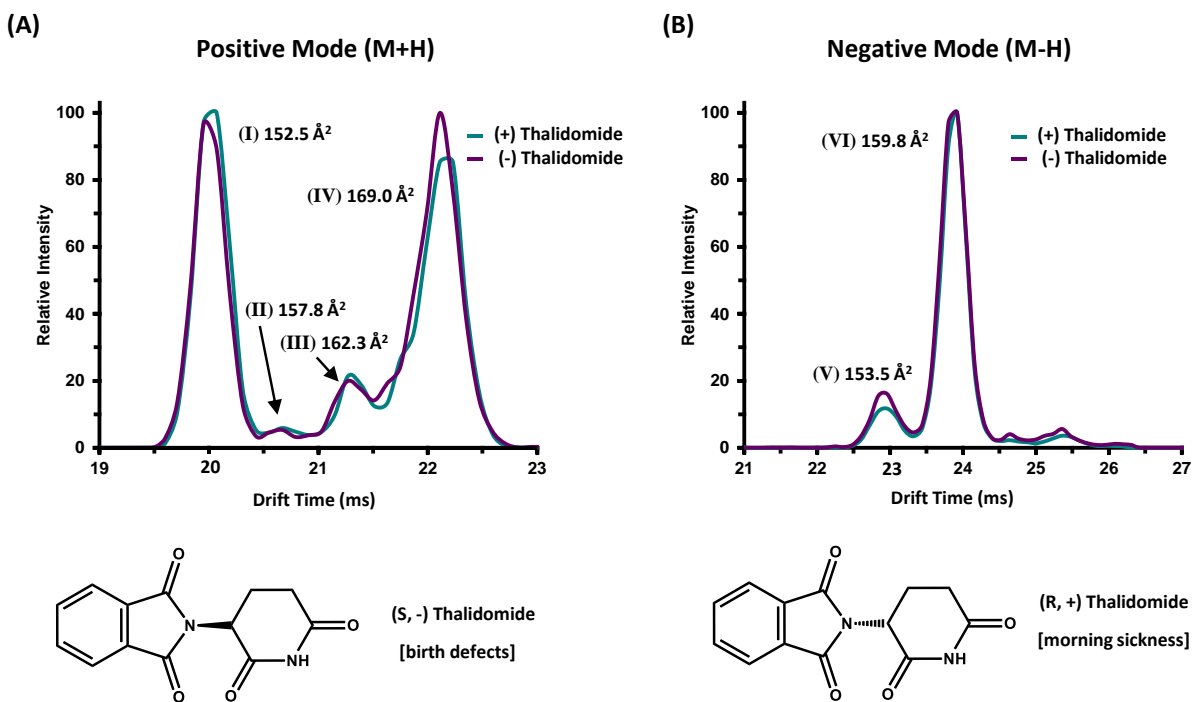 (A)
Positive Mode (M+H)
Relative Intensity
100
80
60
40
20
0
19
20
21
22
23
Drift Time (ms)
(I) 152.5 Å²
(II) 157.8 Å²
(III) 162.3 Å²
(IV) 169.0 Å²
(+) Thalidomide
(-) Thalidomide
(B)
Negative Mode (M-H)
Relative Intensity
100
80
60
40
20
0
21
22
23
24
25
26
27
Drift Time (ms)
(VI) 159.8 Å²
(V) 153.5 Å²
(+) Thalidomide
(-) Thalidomide
O
N
O
O
NH
O
(S, -) Thalidomide
[birth defects]
O
N
O
O
NH
O
(R, +) Thalidomide
[morning sickness]